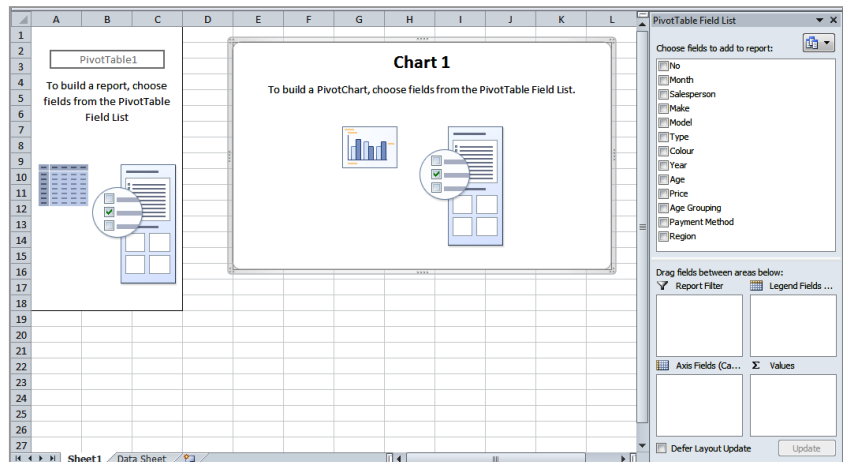 A B C D E F G H I J K L
1
2
3
4
5
6
7
8
9
10
11
12
13
14
15
16
17
18
19
20
21
22
23
24
25
26
27
PivotTable1
To build a report, choose
fields from the PivotTable
Field List
Chart 1
To build a PivotChart, choose fields from the PivotTable Field List.
Sheet1 Data Sheet
PivotTable Field List
Choose fields to add to report:
No
Month
Salesperson
Make
Model
Type
Colour
Year
Age
Price
Age Grouping
Payment Method
Region
Drag fields between areas below:
Report Filter Legend Fields ...
Axis Fields (Ca... Σ Values
Defer Layout Update Update